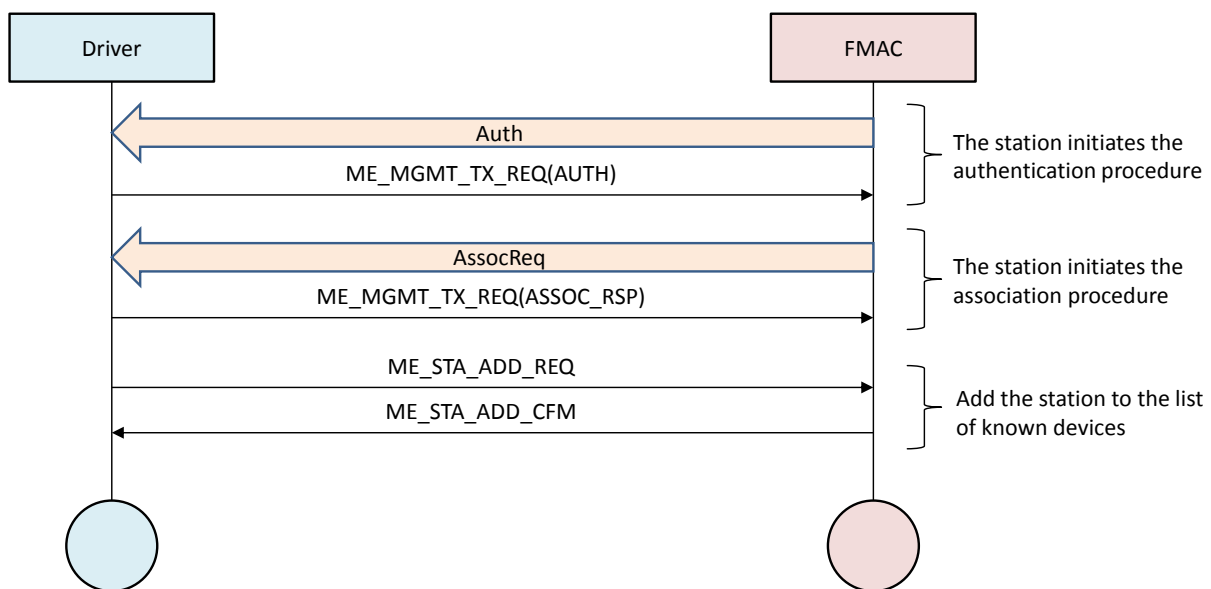 Driver
FMAC
Auth
ME_MGMT_TX_REQ(AUTH)
The station initiates the
authentication procedure
AssocReq
ME_MGMT_TX_REQ(ASSOC_RSP)
The station initiates the
association procedure
ME_STA_ADD_REQ
ME_STA_ADD_CFM
Add the station to the list
of known devices